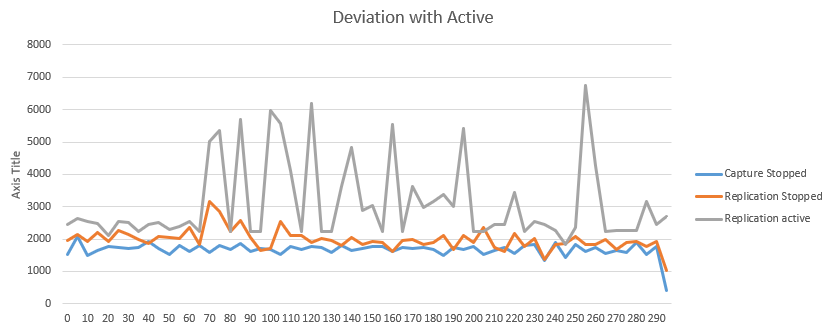 Deviation with Active
8000
7000
6000
5000
4000
3000
2000
1000
0
Axis Title
0 10 20 30 40 50 60 70 80 90 100 110 120 130 140 150 160 170 180 190 200 210 220 230 240 250 260 270 280 290
Capture Stopped
Replication Stopped
Replication active